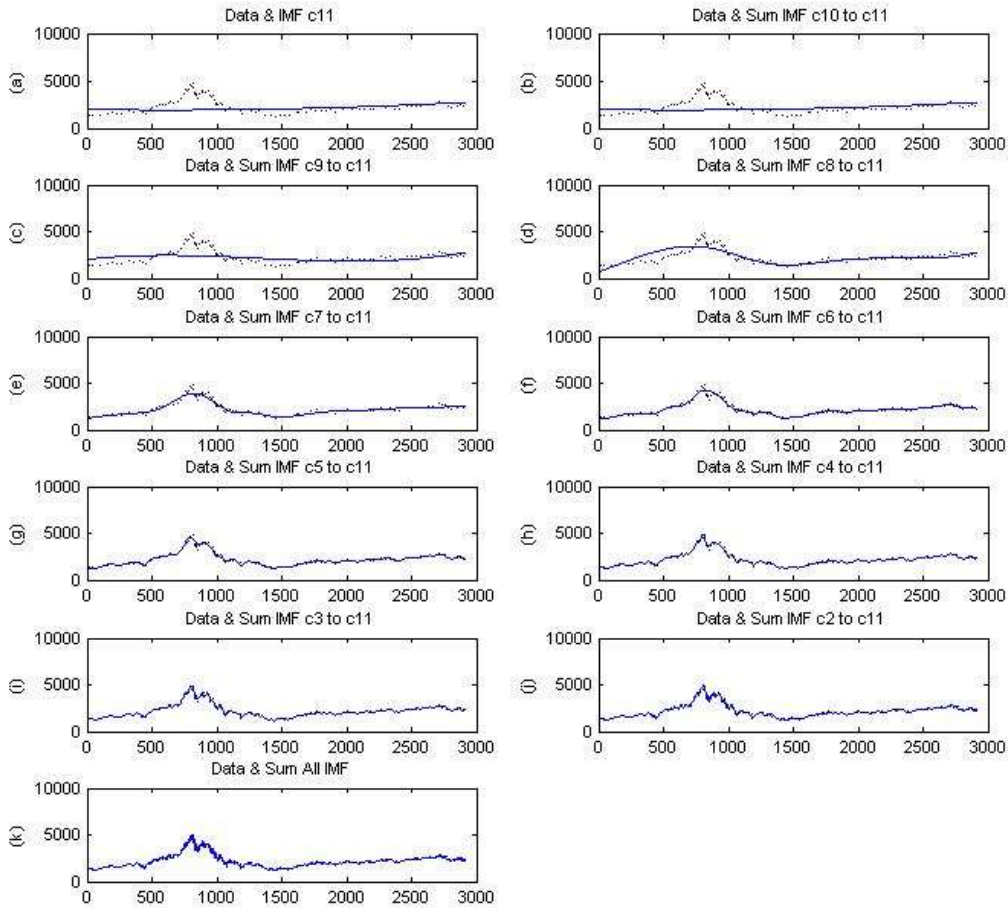 Data & IMF c11
(a)
10000
5000
0
0 500 1000 1500 2000 2500 3000
Data & Sum IMF c10 to c11
(b)
10000
5000
0
0 500 1000 1500 2000 2500 3000
Data & Sum IMF c9 to c11
(c)
10000
5000
0
0 500 1000 1500 2000 2500 3000
Data & Sum IMF c8 to c11
(d)
10000
5000
0
0 500 1000 1500 2000 2500 3000
Data & Sum IMF c7 to c11
(e)
10000
5000
0
0 500 1000 1500 2000 2500 3000
Data & Sum IMF c6 to c11
(f)
10000
5000
0
0 500 1000 1500 2000 2500 3000
Data & Sum IMF c5 to c11
(g)
10000
5000
0
0 500 1000 1500 2000 2500 3000
Data & Sum IMF c4 to c11
(h)
10000
5000
0
0 500 1000 1500 2000 2500 3000
Data & Sum IMF c3 to c11
(i)
10000
5000
0
0 500 1000 1500 2000 2500 3000
Data & Sum IMF c2 to c11
(j)
10000
5000
0
0 500 1000 1500 2000 2500 3000
Data & Sum All IMF
(k)
10000
5000
0
0 500 1000 1500 2000 2500 3000